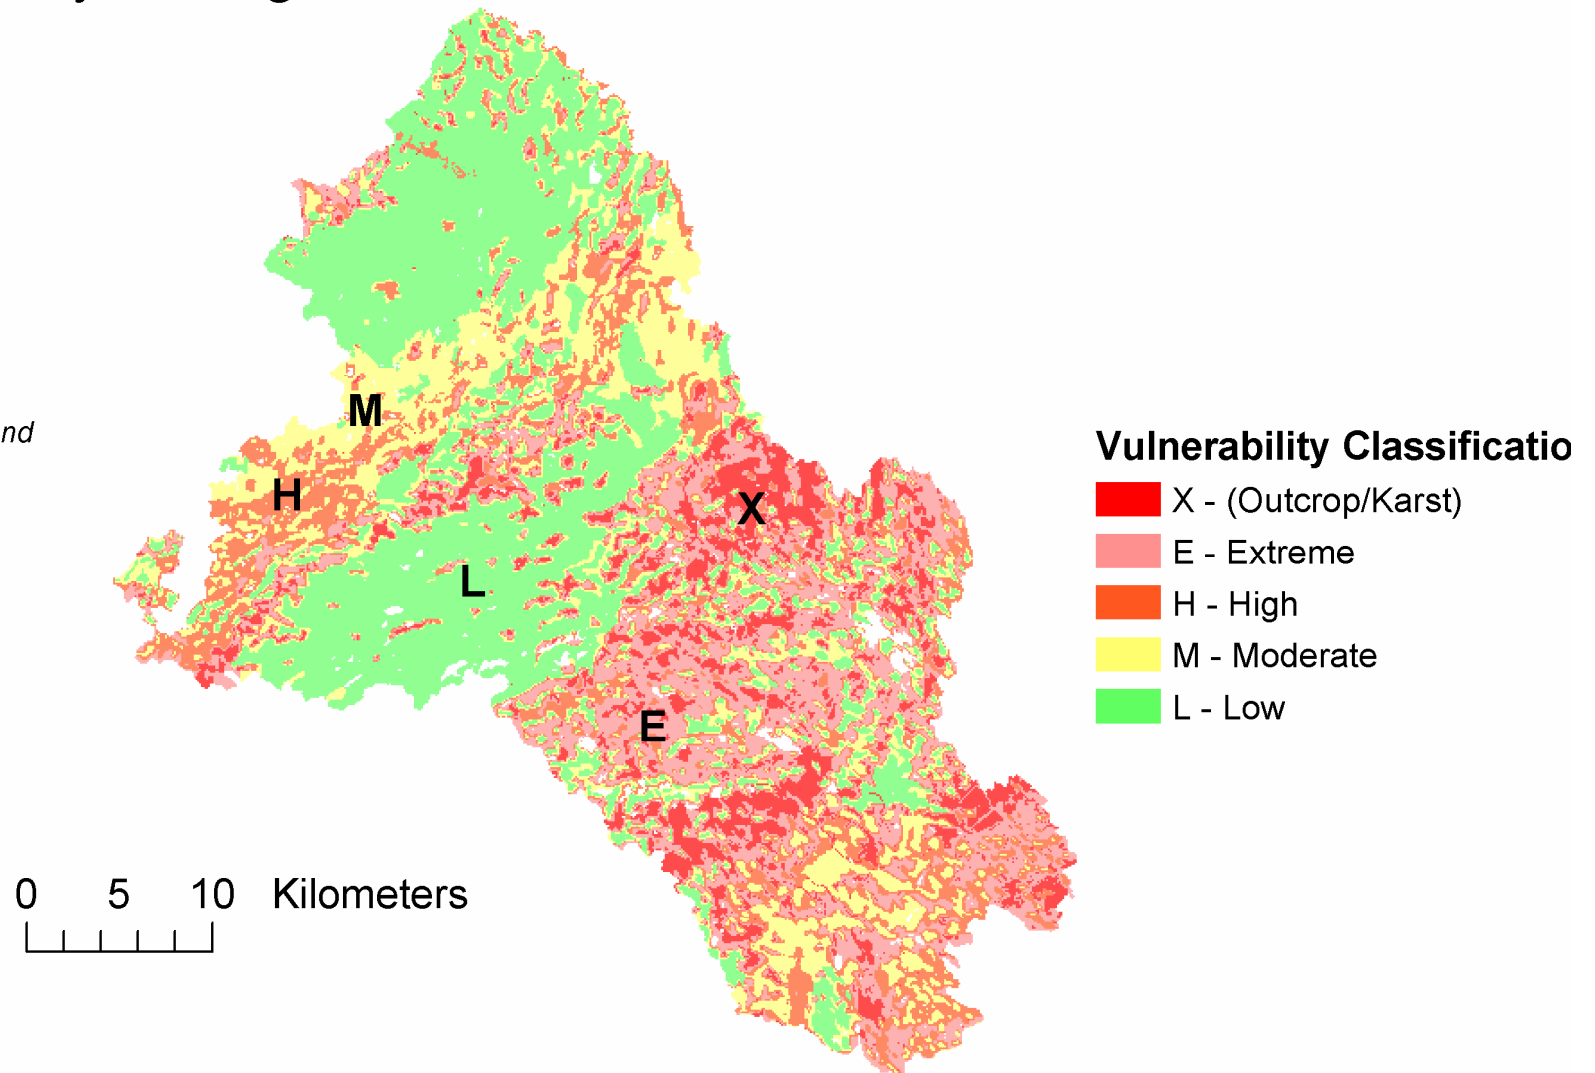 M
nd
H
X
L
E
Vulnerability Classificatio
X - (Outcrop/Karst)
E - Extreme
H - High
M - Moderate
L - Low
0 5 10 Kilometers